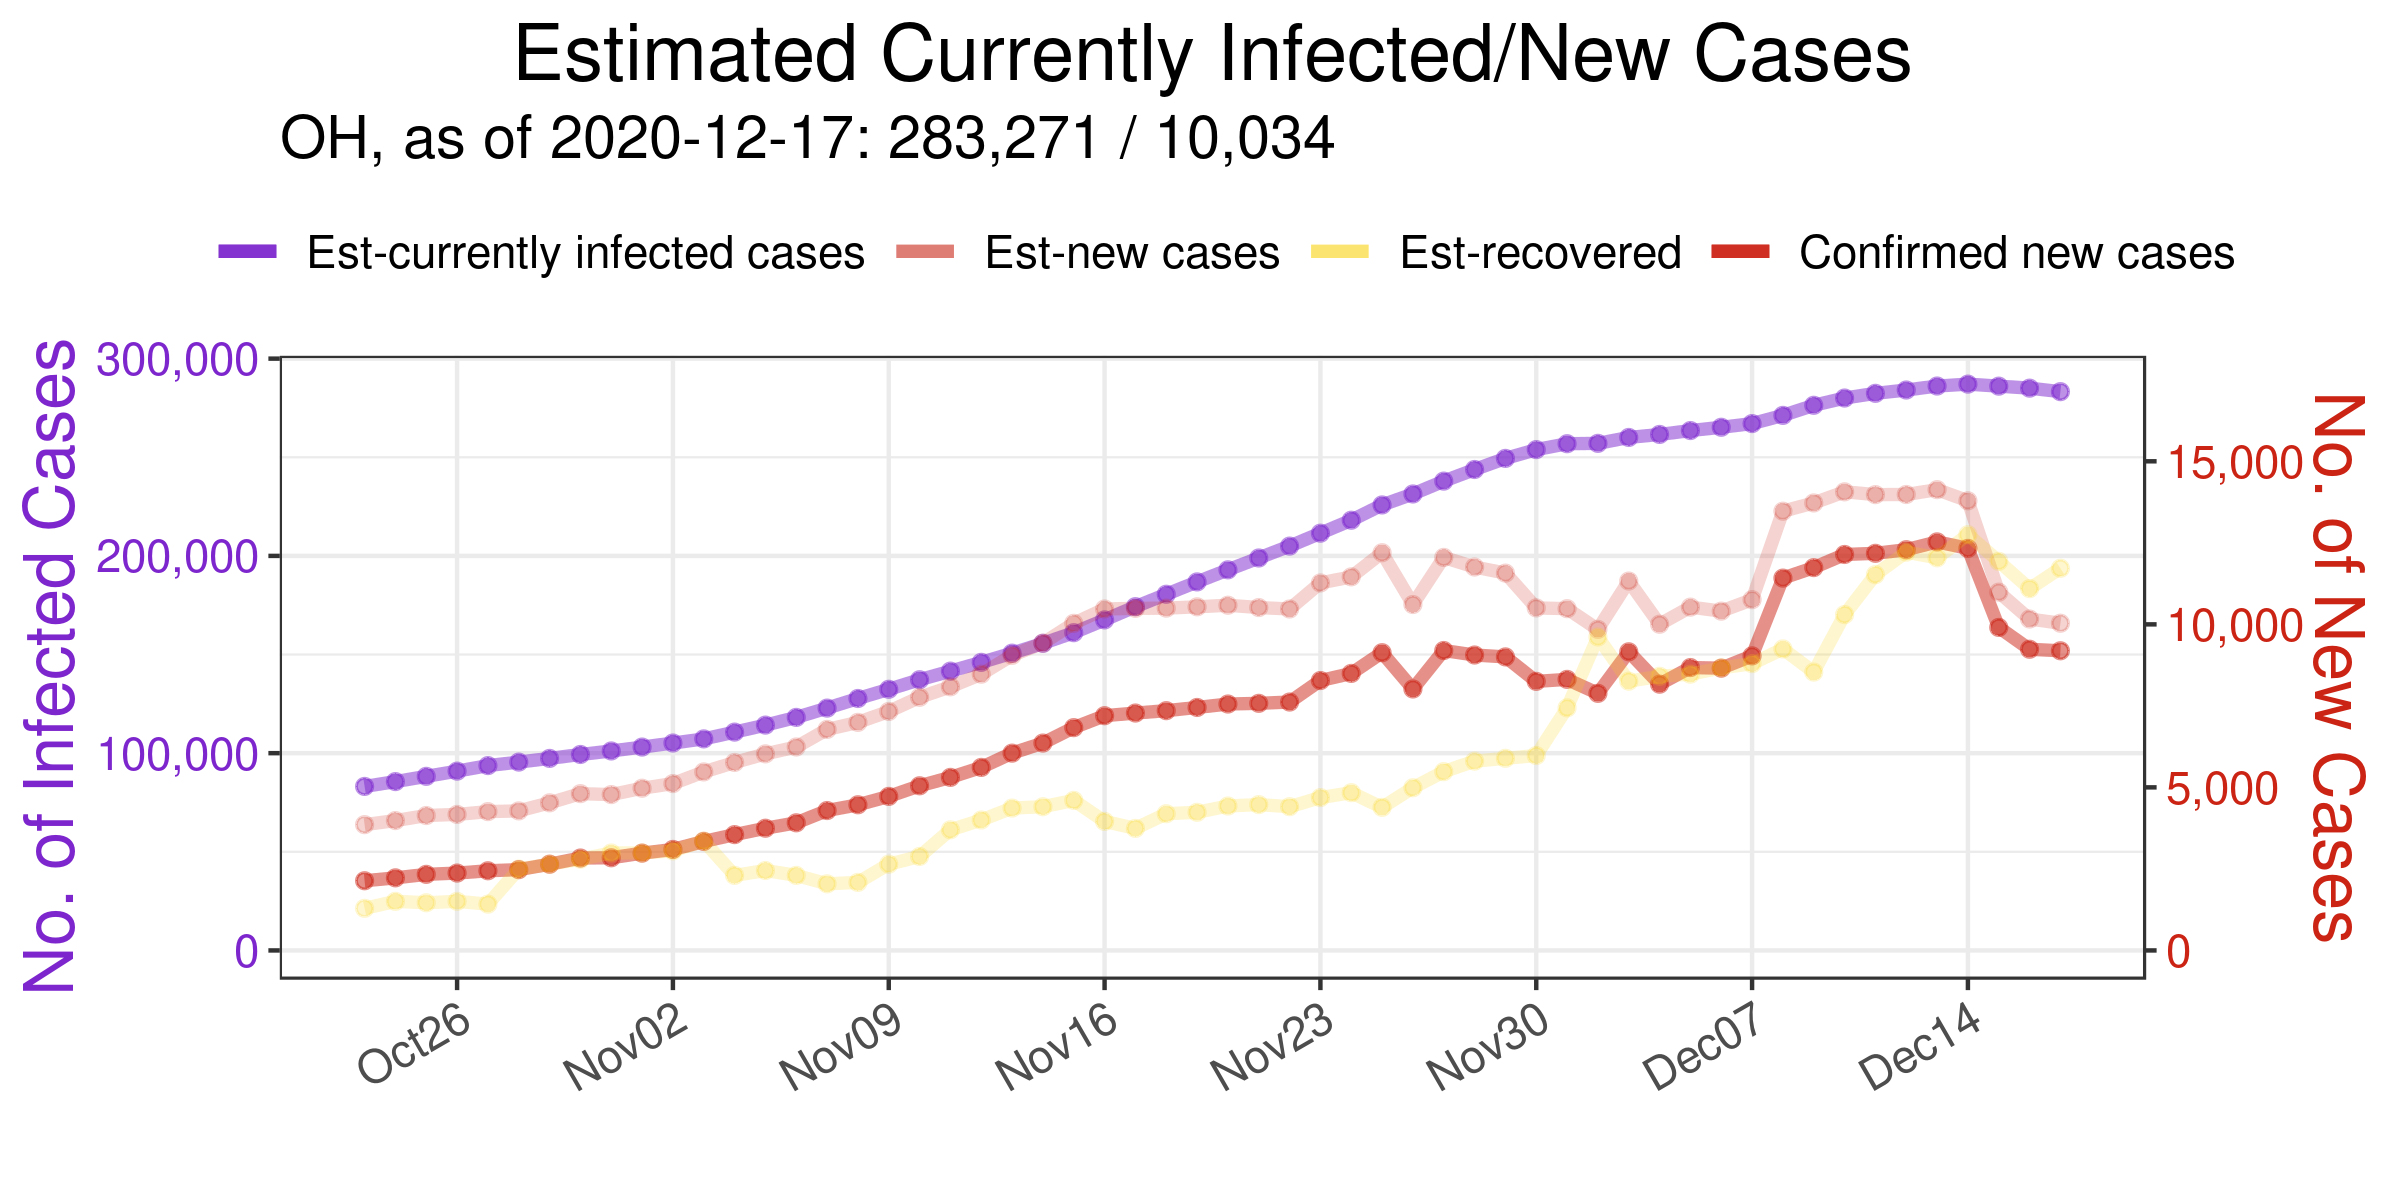 Estimated Currently Infected/New Cases
OH, as of 2020-12-17: 283,271 / 10,034
Est-currently infected cases Est-new cases Est-recovered Confirmed new cases
No. of Infected Cases
300,000
200,000
100,000
0
15,000
10,000
5,000
0
No. of New Cases
Oct26 Nov02 Nov09 Nov16 Nov23 Nov30 Dec07 Dec14